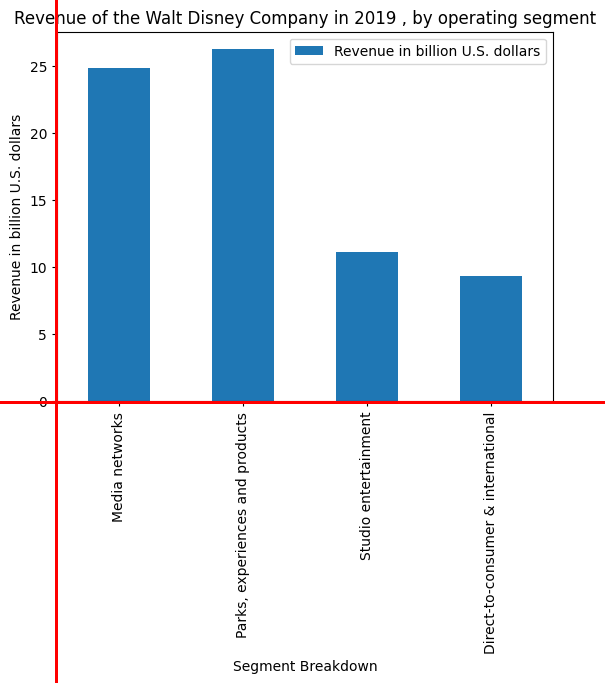 Revenue of the Walt Disney Company in 2019 , by operating segment
Revenue in billion U.S. dollars
Revenue in billion U.S. dollars
25
20
15
10
5
0
Media networks
Parks, experiences and products
Studio entertainment
Direct-to-consumer & international
Segment Breakdown